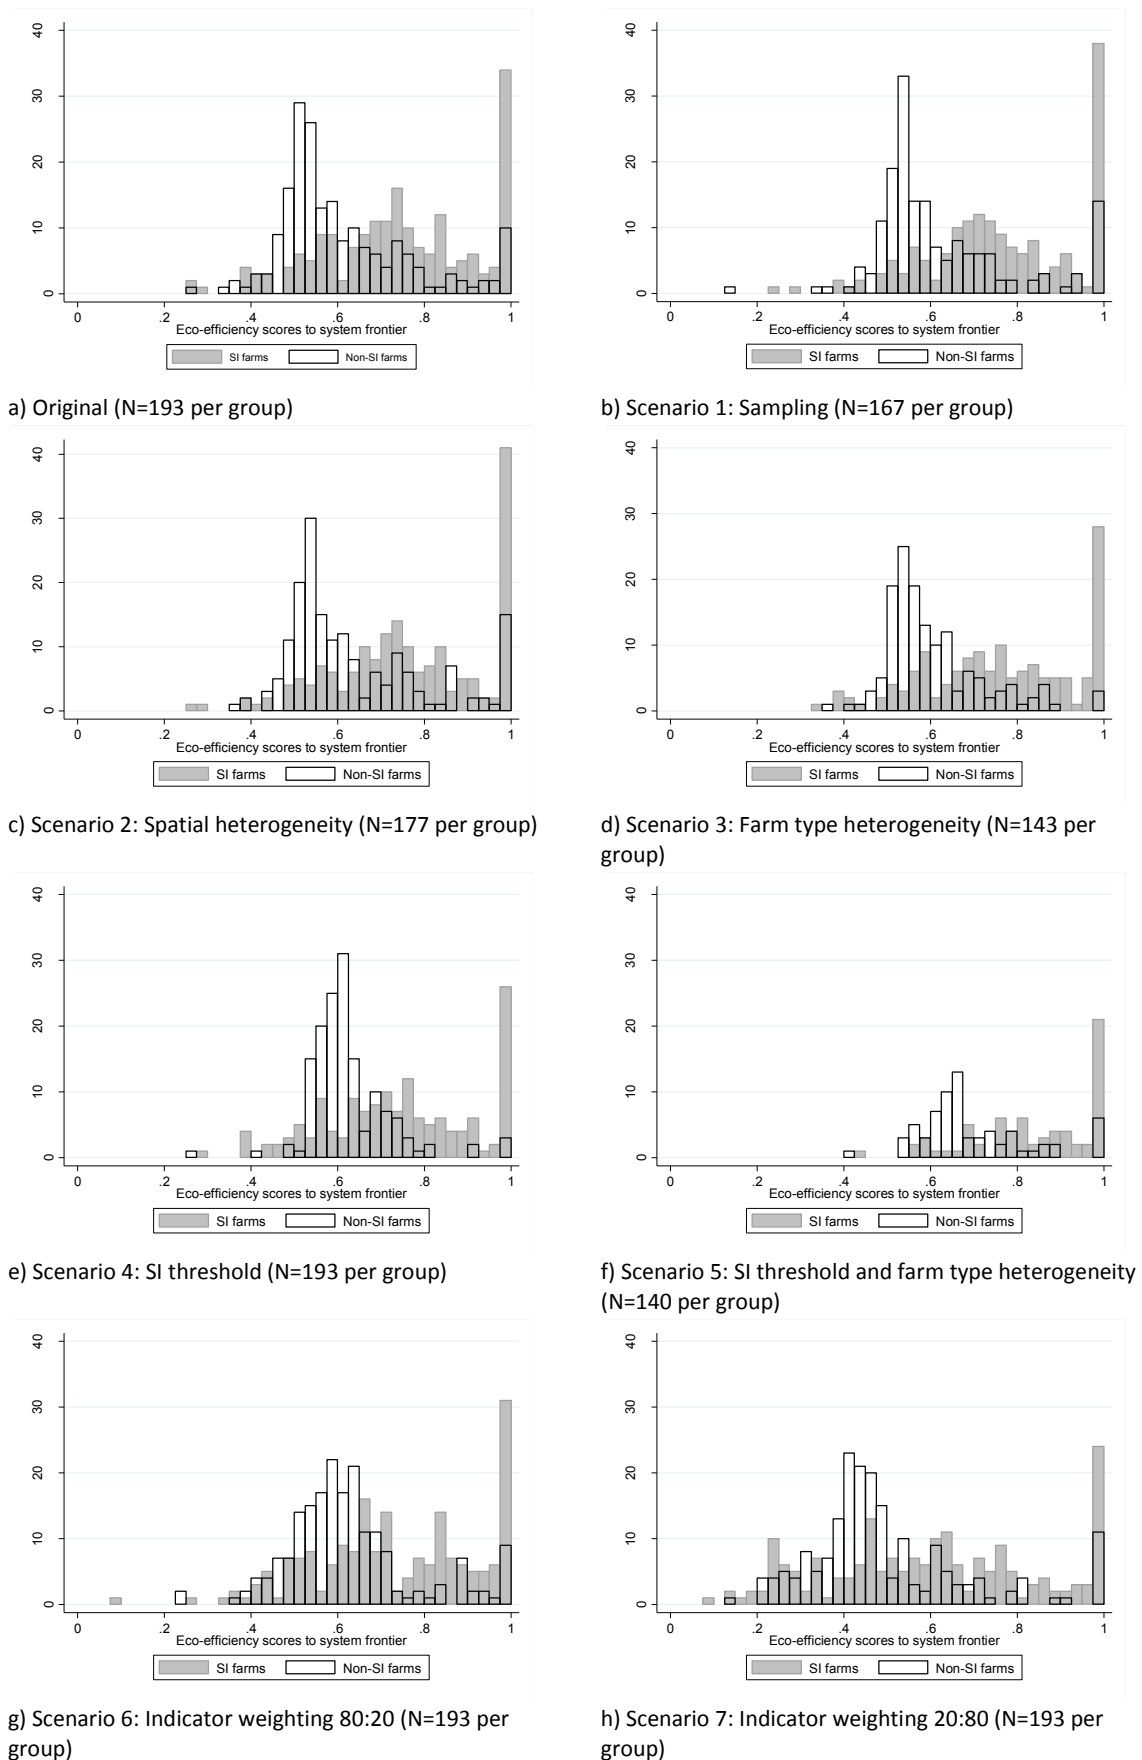 40
30
20
10
0
0 .2 .4 .6 .8 1
Eco-efficiency scores to system frontier
SI farms Non-SI farms
a) Original (N=193 per group)
40
30
20
10
0
0 .2 .4 .6 .8 1
Eco-efficiency scores to system frontier
SI farms Non-SI farms
b) Scenario 1: Sampling (N=167 per group)
40
30
20
10
0
0 .2 .4 .6 .8 1
Eco-efficiency scores to system frontier
SI farms Non-SI farms
c) Scenario 2: Spatial heterogeneity (N=177 per group)
40
30
20
10
0
0 .2 .4 .6 .8 1
Eco-efficiency scores to system frontier
SI farms Non-SI farms
d) Scenario 3: Farm type heterogeneity (N=143 per
group)
40
30
20
10
0
0 .2 .4 .6 .8 1
Eco-efficiency scores to system frontier
SI farms Non-SI farms
e) Scenario 4: SI threshold (N=193 per group)
40
30
20
10
0
0 .2 .4 .6 .8 1
Eco-efficiency scores to system frontier
SI farms Non-SI farms
f) Scenario 5: SI threshold and farm type heterogeneity
(N=140 per group)
40
30
20
10
0
0 .2 .4 .6 .8 1
Eco-efficiency scores to system frontier
SI farms Non-SI farms
g) Scenario 6: Indicator weighting 80:20 (N=193 per
group)
40
30
20
10
0
0 .2 .4 .6 .8 1
Eco-efficiency scores to system frontier
SI farms Non-SI farms
h) Scenario 7: Indicator weighting 20:80 (N=193 per
group)